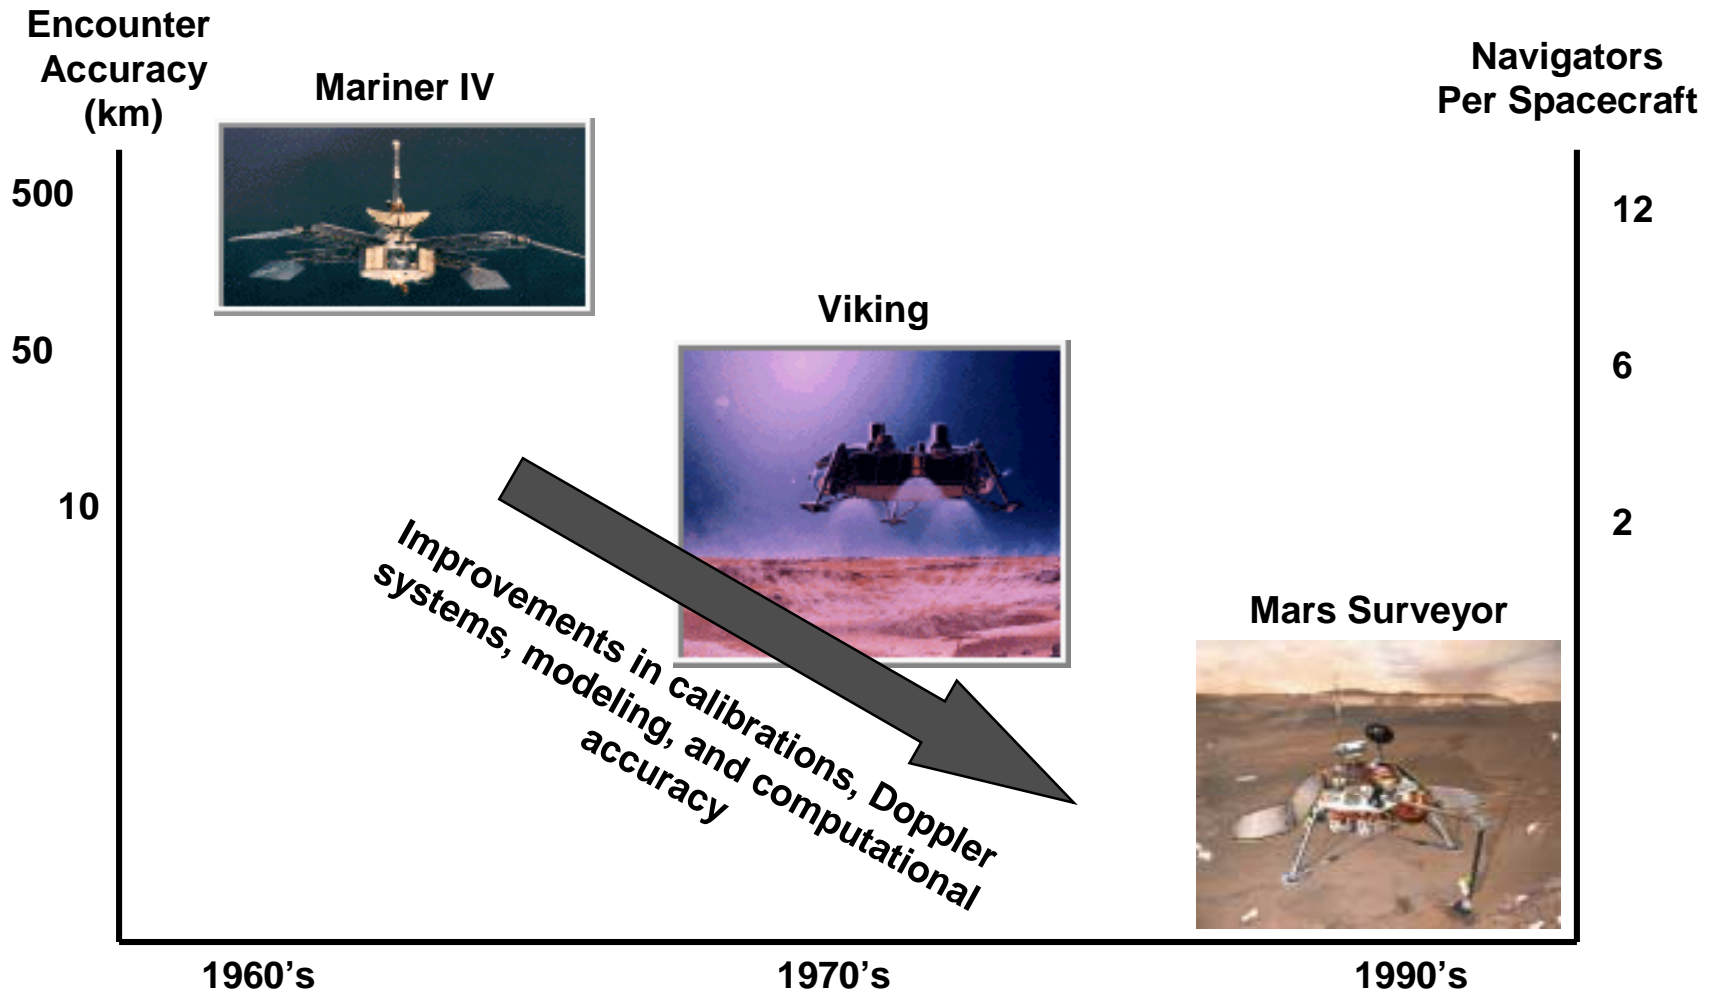 Encounter
Accuracy
(km)
Navigators
Per Spacecraft
Mariner IV
500
12
Viking
50
6
10
2
Improvements in calibrations, Doppler
systems, modeling, and computational
accuracy
Mars Surveyor
1960’s
1970’s
1990’s